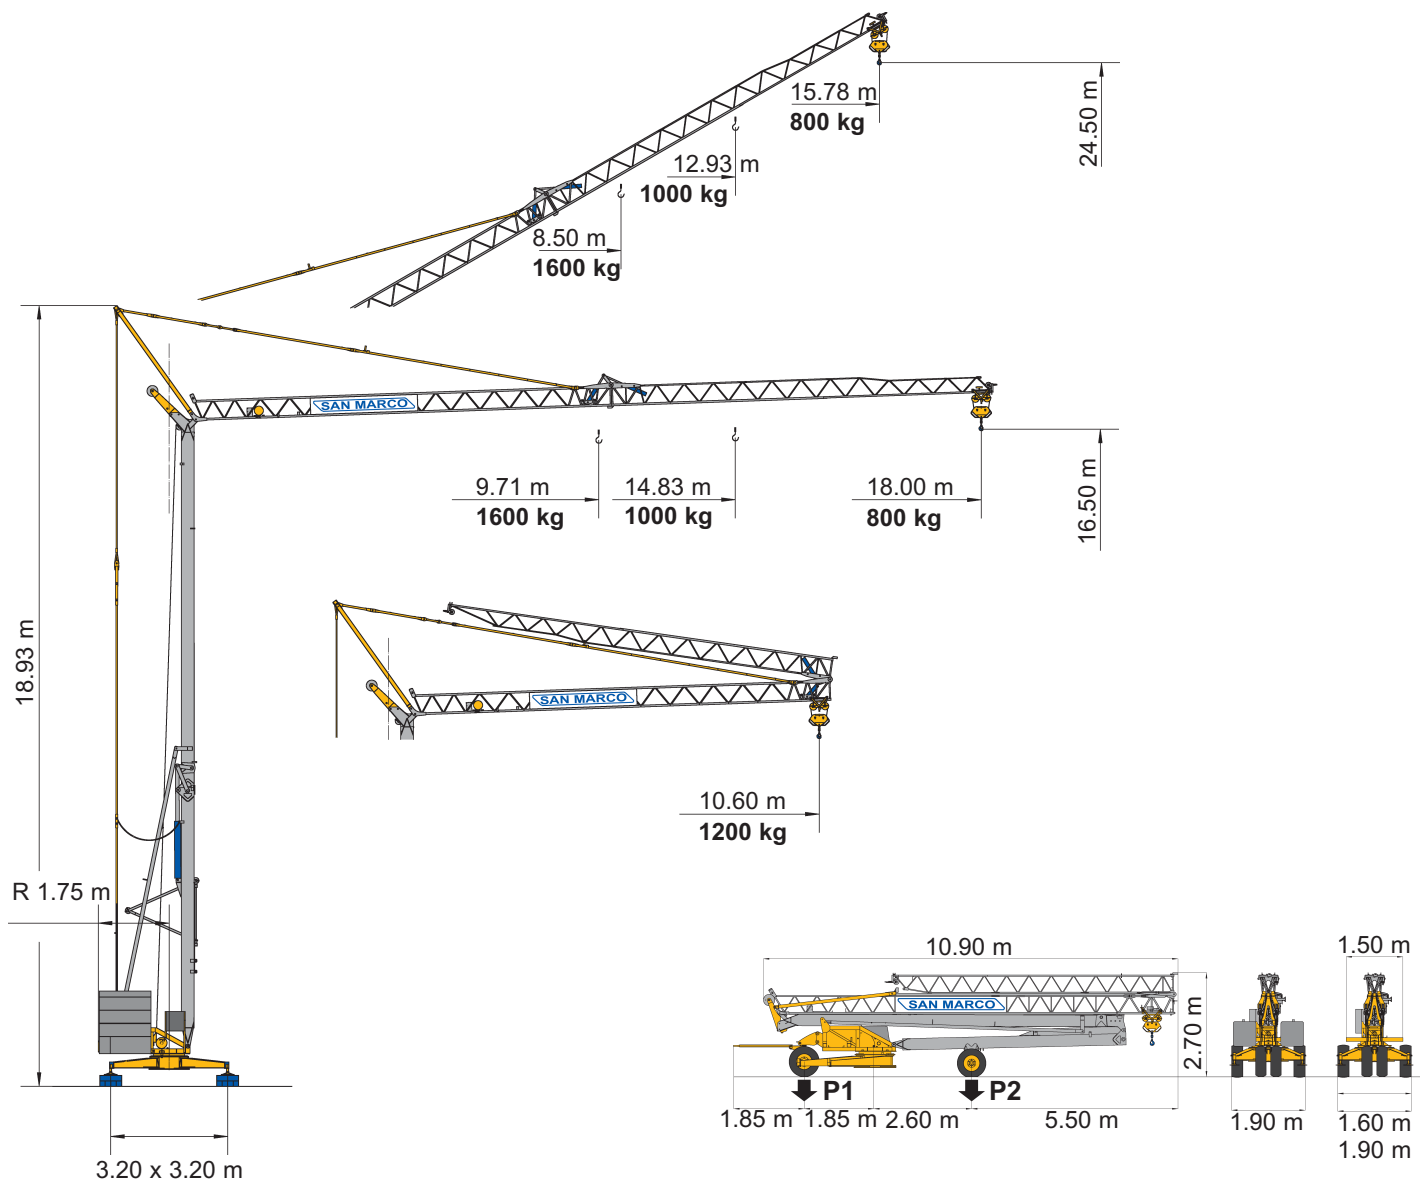 15.78 m
800 kg
24.50 m
12.93 m
1000 kg
8.50 m
1600 kg
SAN MARCO
9.71 m
1600 kg
14.83 m
1000 kg
18.00 m
800 kg
16.50 m
18.93 m
SAN MARCO
10.60 m
1200 kg
R 1.75 m
3.20 x 3.20 m
10.90 m
SAN MARCO
2.70 m
P1
P2
1.85 m
1.85 m
2.60 m
5.50 m
1.90 m
1.50 m
1.60 m
1.90 m